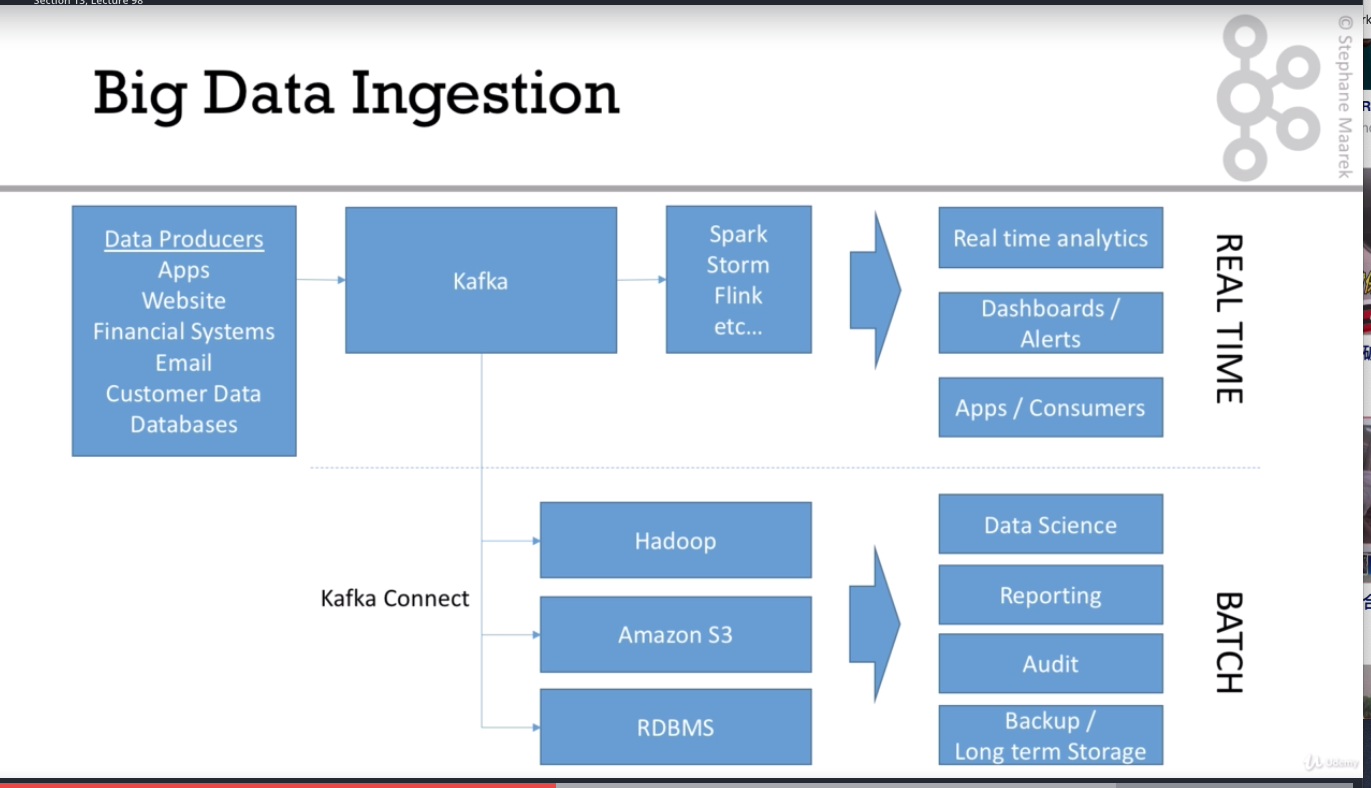 Section 13, Lecture 98
Big Data Ingestion
© Stephane Maarek
Data Producers
Apps
Website
Financial Systems
Email
Customer Data
Databases
Kafka
Spark
Storm
Flink
etc...
Real time analytics
Dashboards /
Alerts
Apps / Consumers
REAL TIME
Kafka Connect
Hadoop
Amazon S3
RDBMS
Data Science
Reporting
Audit
Backup /
Long term Storage
BATCH
Udemy